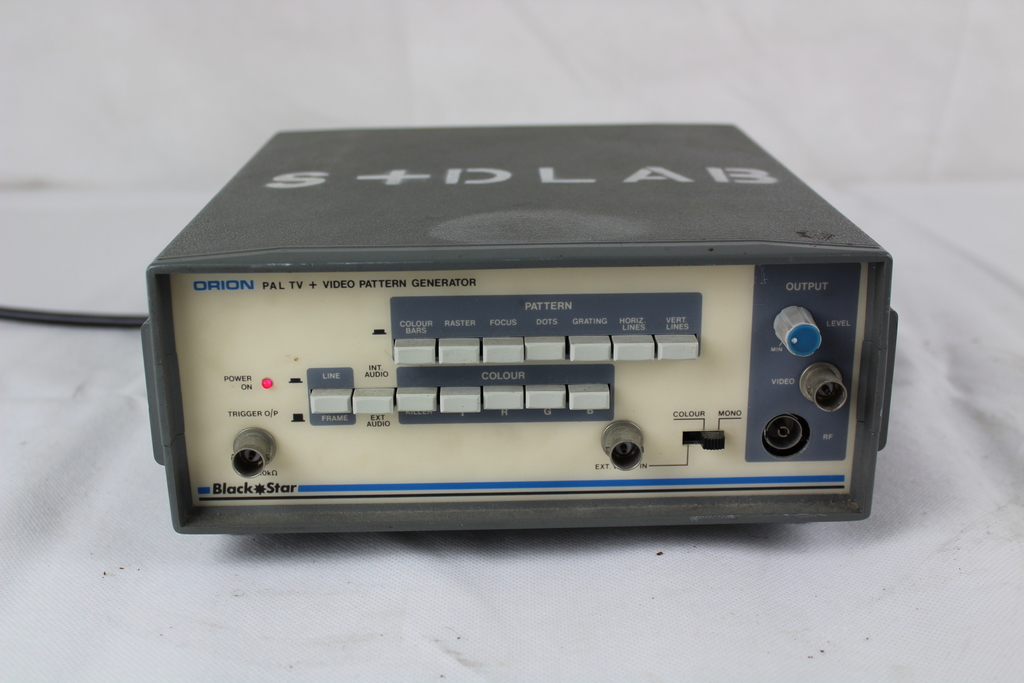 S+DLAB
ORION PAL TV + VIDEO PATTERN GENERATOR
PATTERN
COLOUR BARS
RASTER
FOCUS
DOTS
GRATING
HORIZ. LINES
VERT. LINES
OUTPUT
LEVEL
MIN
VIDEO
RF
POWER ON
LINE
FRAME
INT. AUDIO
EXT AUDIO
COLOUR
KILLER
R
G
B
TRIGGER O/P
COLOUR
MONO
EXT.
IN
Black Star